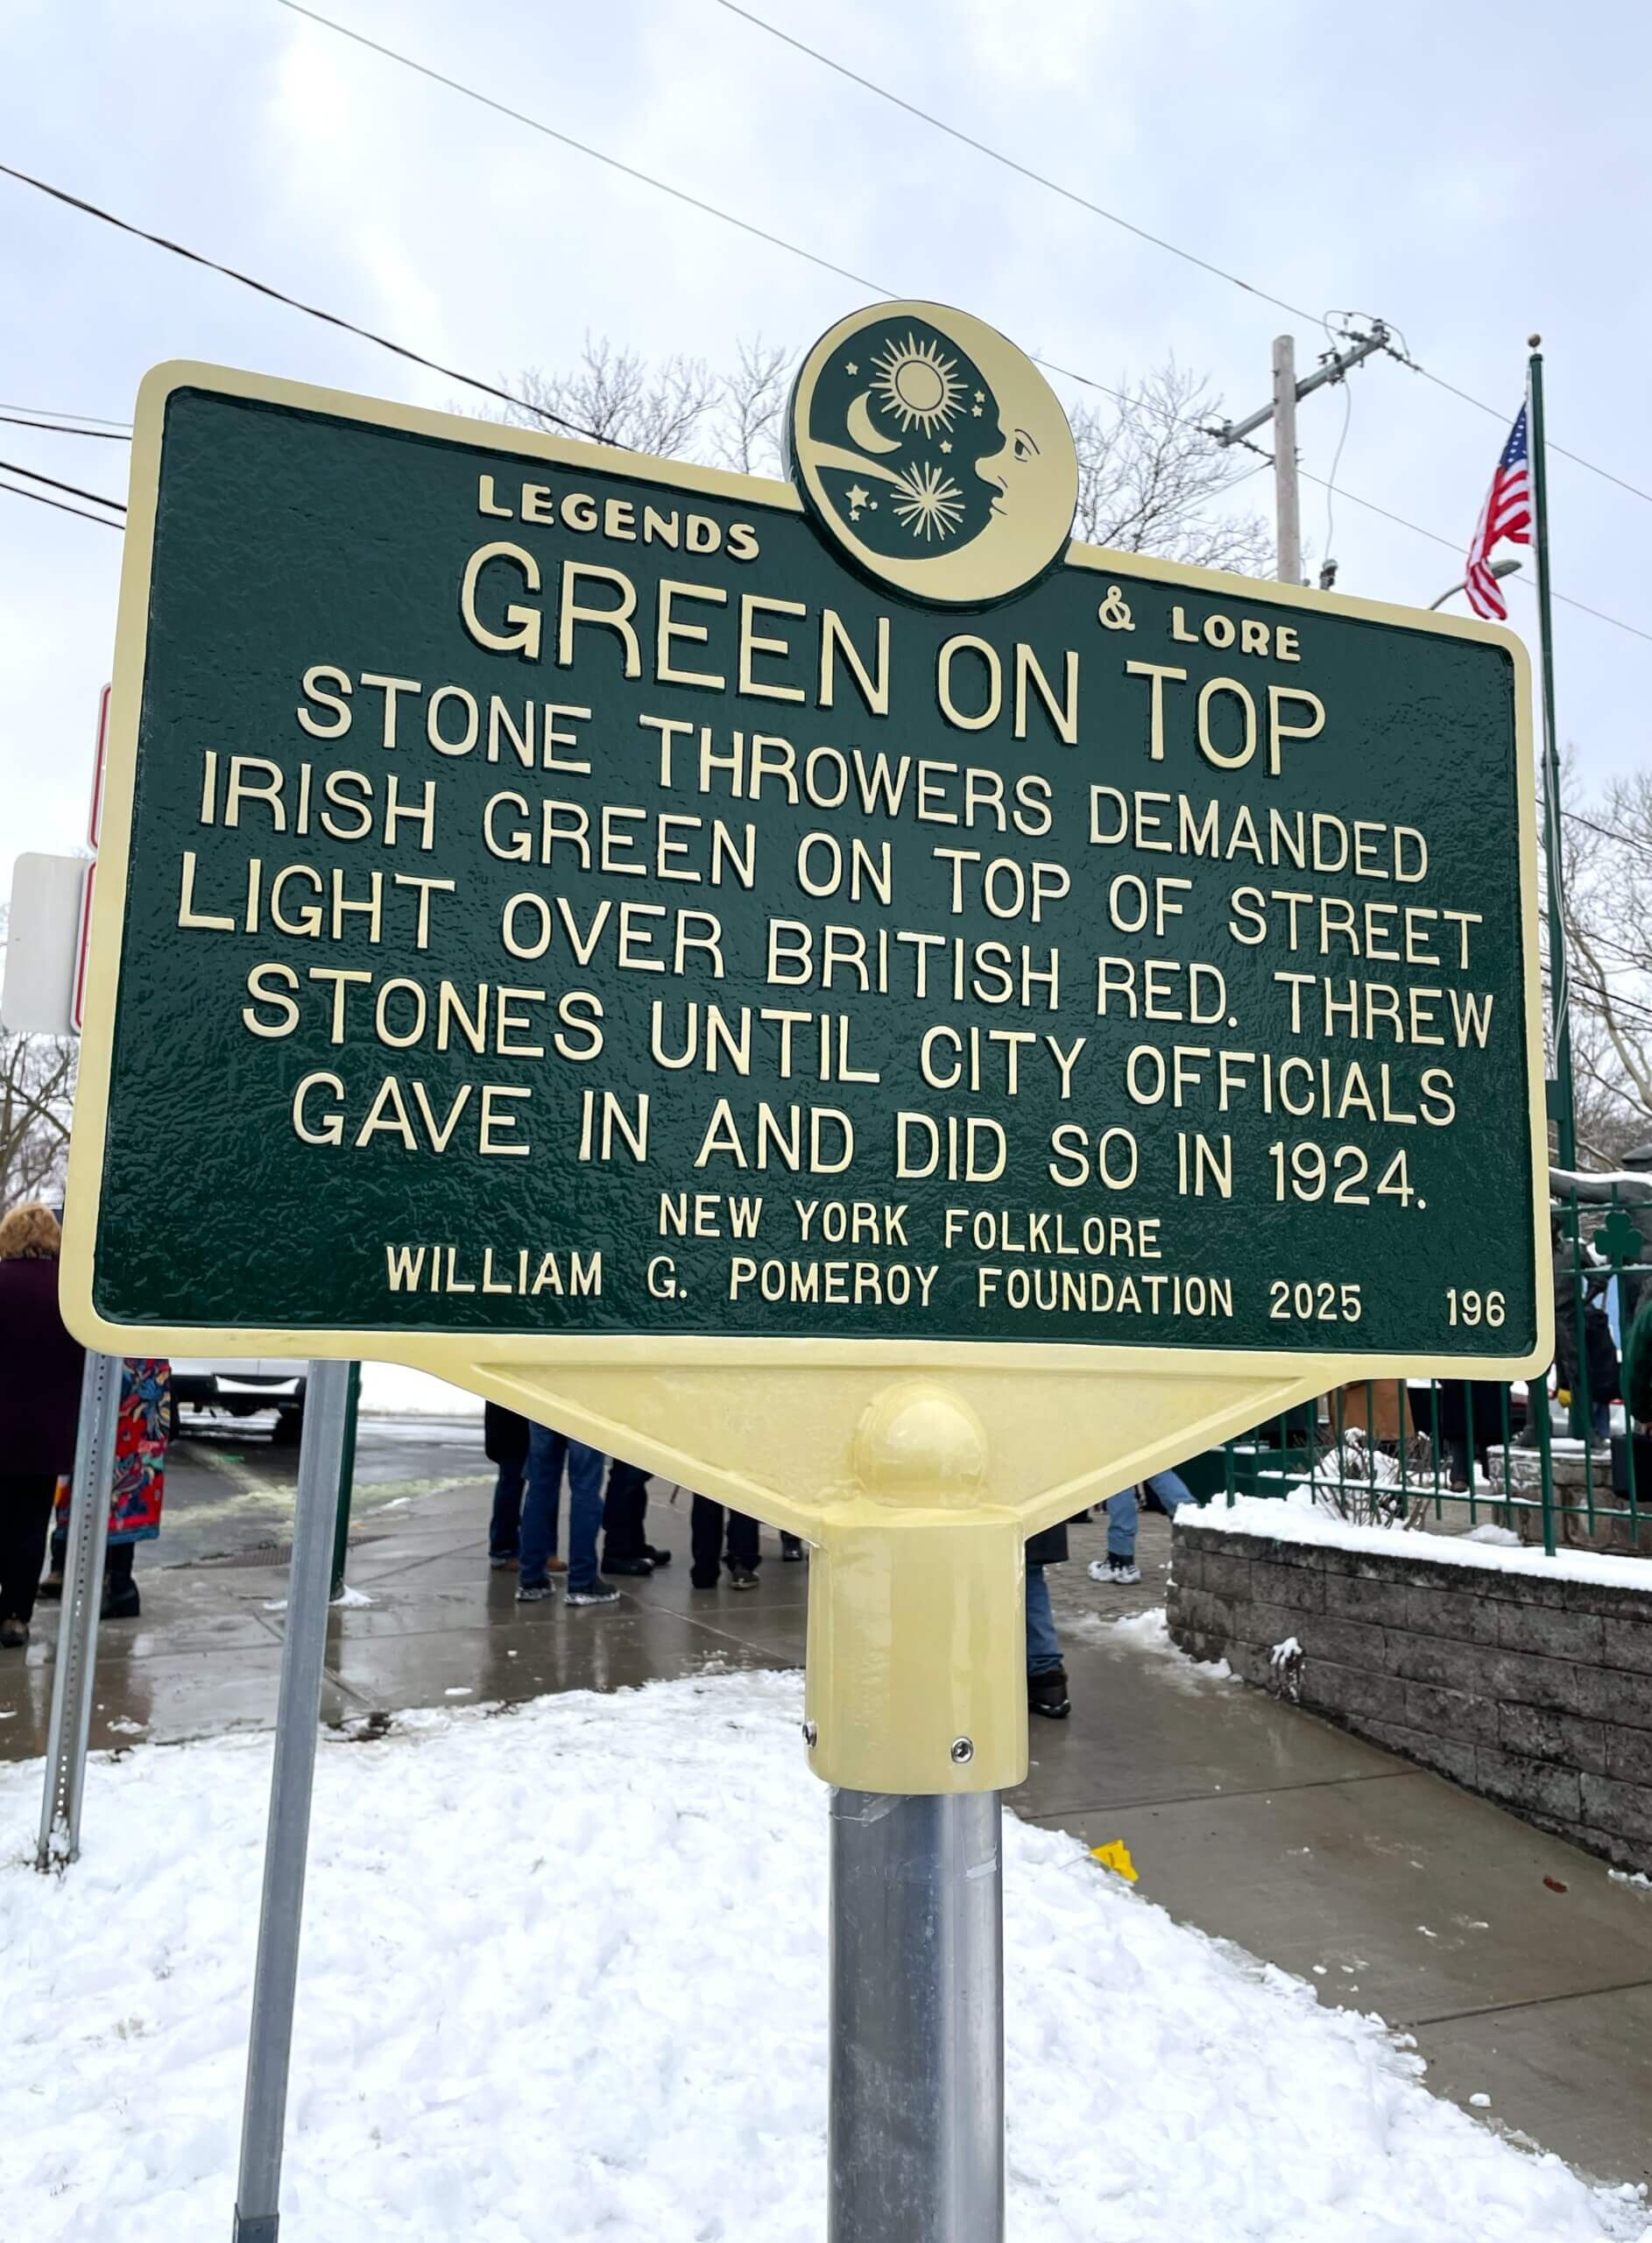 LEGENDS & LORE
GREEN ON TOP
STONE THROWERS DEMANDED
IRISH GREEN ON TOP OF STREET
LIGHT OVER BRITISH RED. THREW
STONES UNTIL CITY OFFICIALS
GAVE IN AND DID SO IN 1924.
NEW YORK FOLKLORE
WILLIAM G. POMEROY FOUNDATION 2025 196